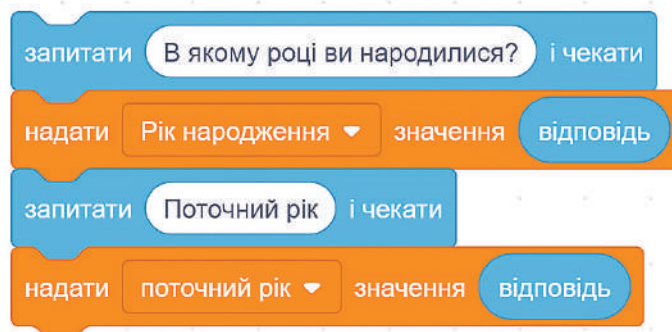 запитати В якому році ви народилися? і чекати
надати Рік народження значення відповідь
запитати Поточний рік і чекати
надати поточний рік значення відповідь